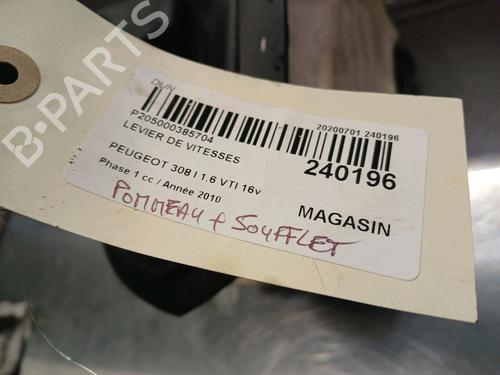 B-PARTS
DUN
P205000385704
LEVIER DE VITESSES
20200701 240196
240196
PEUGEOT 308 I 1.6 VTI 16v
Phase 1 cc / Année 2010
MAGASIN
POMMEAU + SOUFFLET